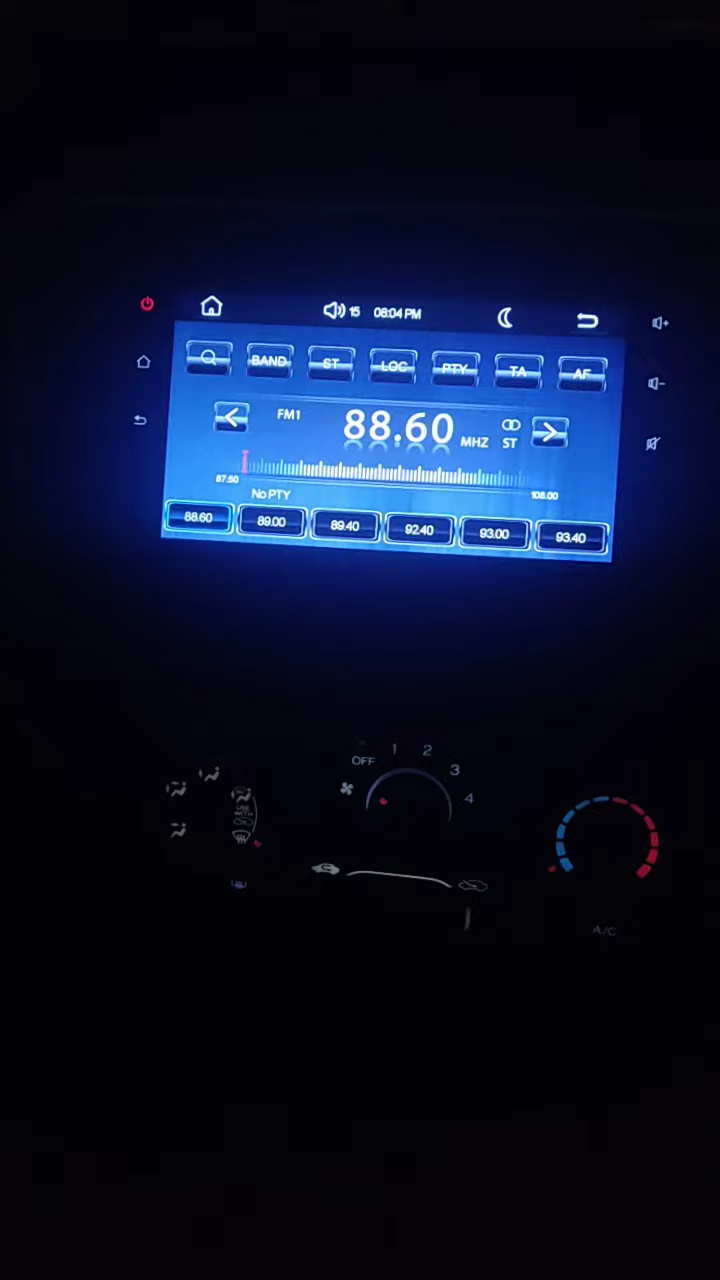 15 08:04 PM
BAND ST LOC PTY TA AF
FM1 88.60 MHZ ST
87.50 108.00
No PTY
88.60 89.00 89.40 92.40 93.00 93.40
OFF 1 2 3 4
USE
WITH
A/C